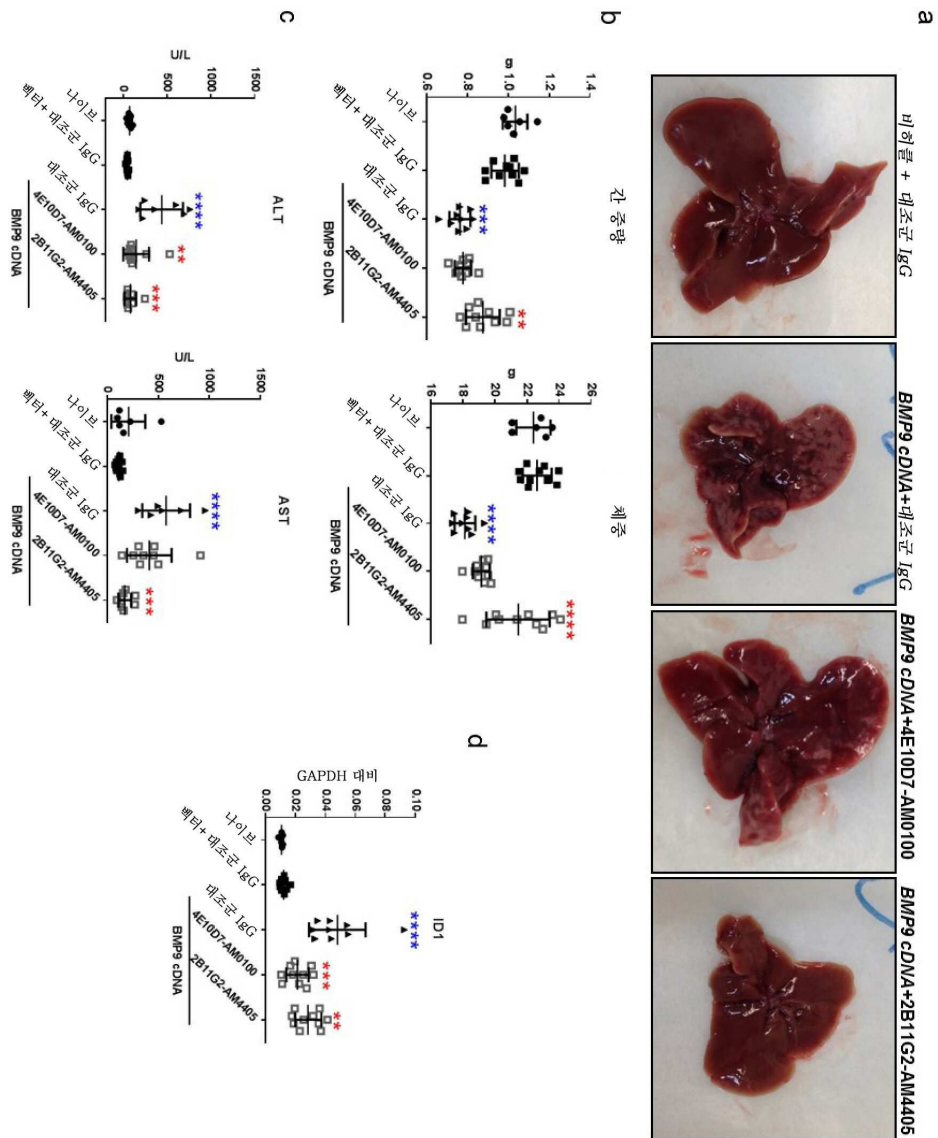 a
비히클 + 대조군 IgG
BMP9 cDNA+대조군 IgG
BMP9 cDNA+4E10D7-AM0100
BMP9 cDNA+2B11G2-AM4405
b
간 중량
g
1.4
1.2
1.0
0.8
0.6
***
**
나이브
벡터+ 대조군 IgG
대조군 IgG
4E10D7-AM0100
2B11G2-AM4405
BMP9 cDNA
체중
g
26
24
22
20
18
16
****
****
나이브
벡터+ 대조군 IgG
대조군 IgG
4E10D7-AM0100
2B11G2-AM4405
BMP9 cDNA
c
ALT
U/L
1500
1000
500
0
****
**
***
나이브
벡터+ 대조군 IgG
대조군 IgG
4E10D7-AM0100
2B11G2-AM4405
BMP9 cDNA
AST
U/L
1500
1000
500
0
****
***
나이브
벡터+ 대조군 IgG
대조군 IgG
4E10D7-AM0100
2B11G2-AM4405
BMP9 cDNA
d
ID1
GAPDH 대비
0.10
0.08
0.06
0.04
0.02
0.00
****
***
**
나이브
벡터+ 대조군 IgG
대조군 IgG
4E10D7-AM0100
2B11G2-AM4405
BMP9 cDNA